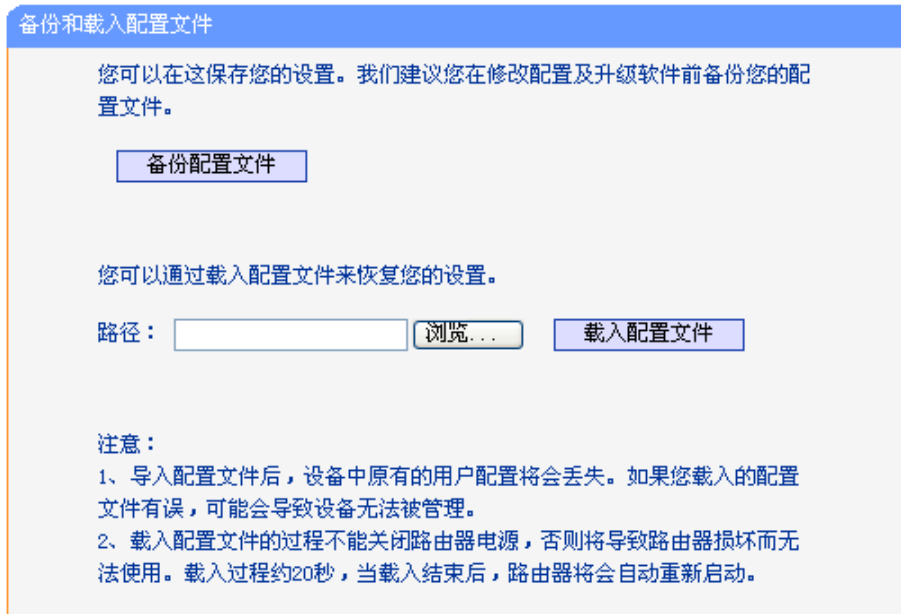 备份和载入配置文件
您可以在这保存您的设置。我们建议您在修改配置及升级软件前备份您的配
置文件。
备份配置文件
您可以通过载入配置文件来恢复您的设置。
路径： 浏览... 载入配置文件
注意：
1、导入配置文件后，设备中原有的用户配置将会丢失。如果您载入的配置
文件有误，可能会导致设备无法被管理。
2、载入配置文件的过程不能关闭路由器电源，否则将导致路由器损坏而无
法使用。载入过程约20秒，当载入结束后，路由器将会自动重新启动。